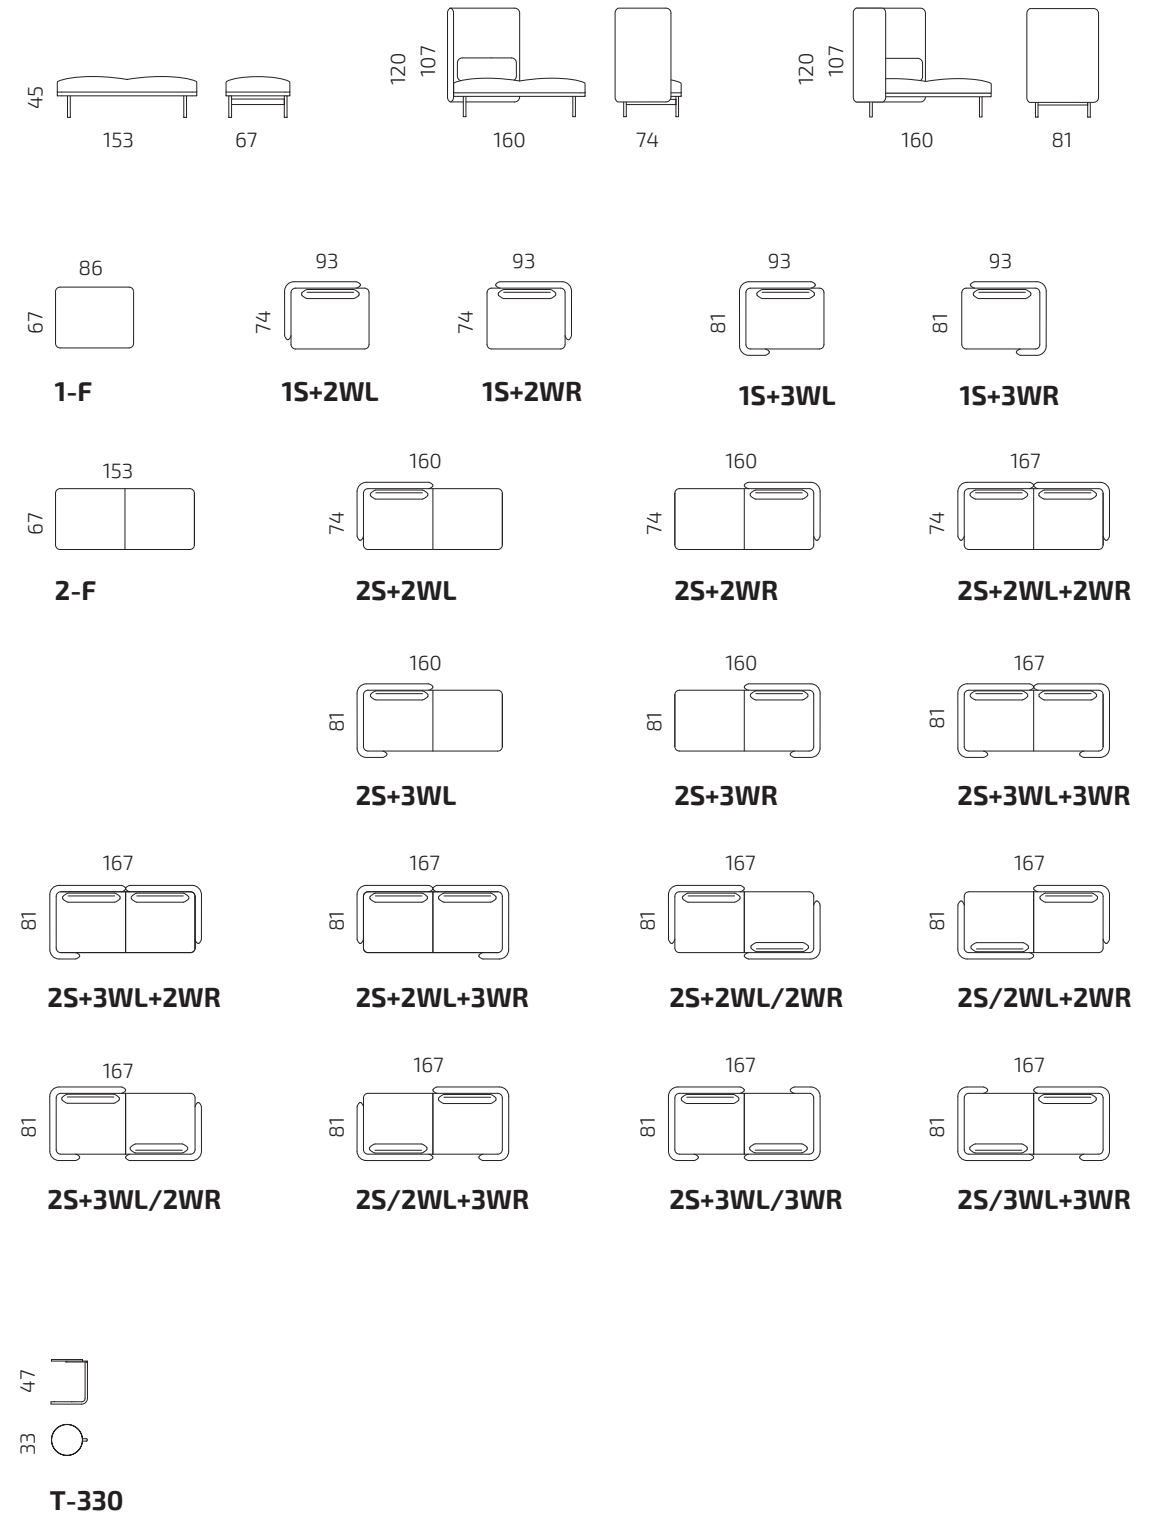 45
120
107
120
107
153
67
160
74
160
81
86
93
93
93
93
67
74
74
81
81
1-F
1S+2WL
1S+2WR
1S+3WL
1S+3WR
153
160
160
167
67
74
74
74
2-F
2S+2WL
2S+2WR
2S+2WL+2WR
160
160
167
81
81
81
2S+3WL
2S+3WR
2S+3WL+3WR
167
167
167
167
81
81
81
81
2S+3WL+2WR
2S+2WL+3WR
2S+2WL/2WR
2S/2WL+2WR
167
167
167
167
81
81
81
81
2S+3WL/2WR
2S/2WL+3WR
2S+3WL/3WR
2S/3WL+3WR
47
33
T-330